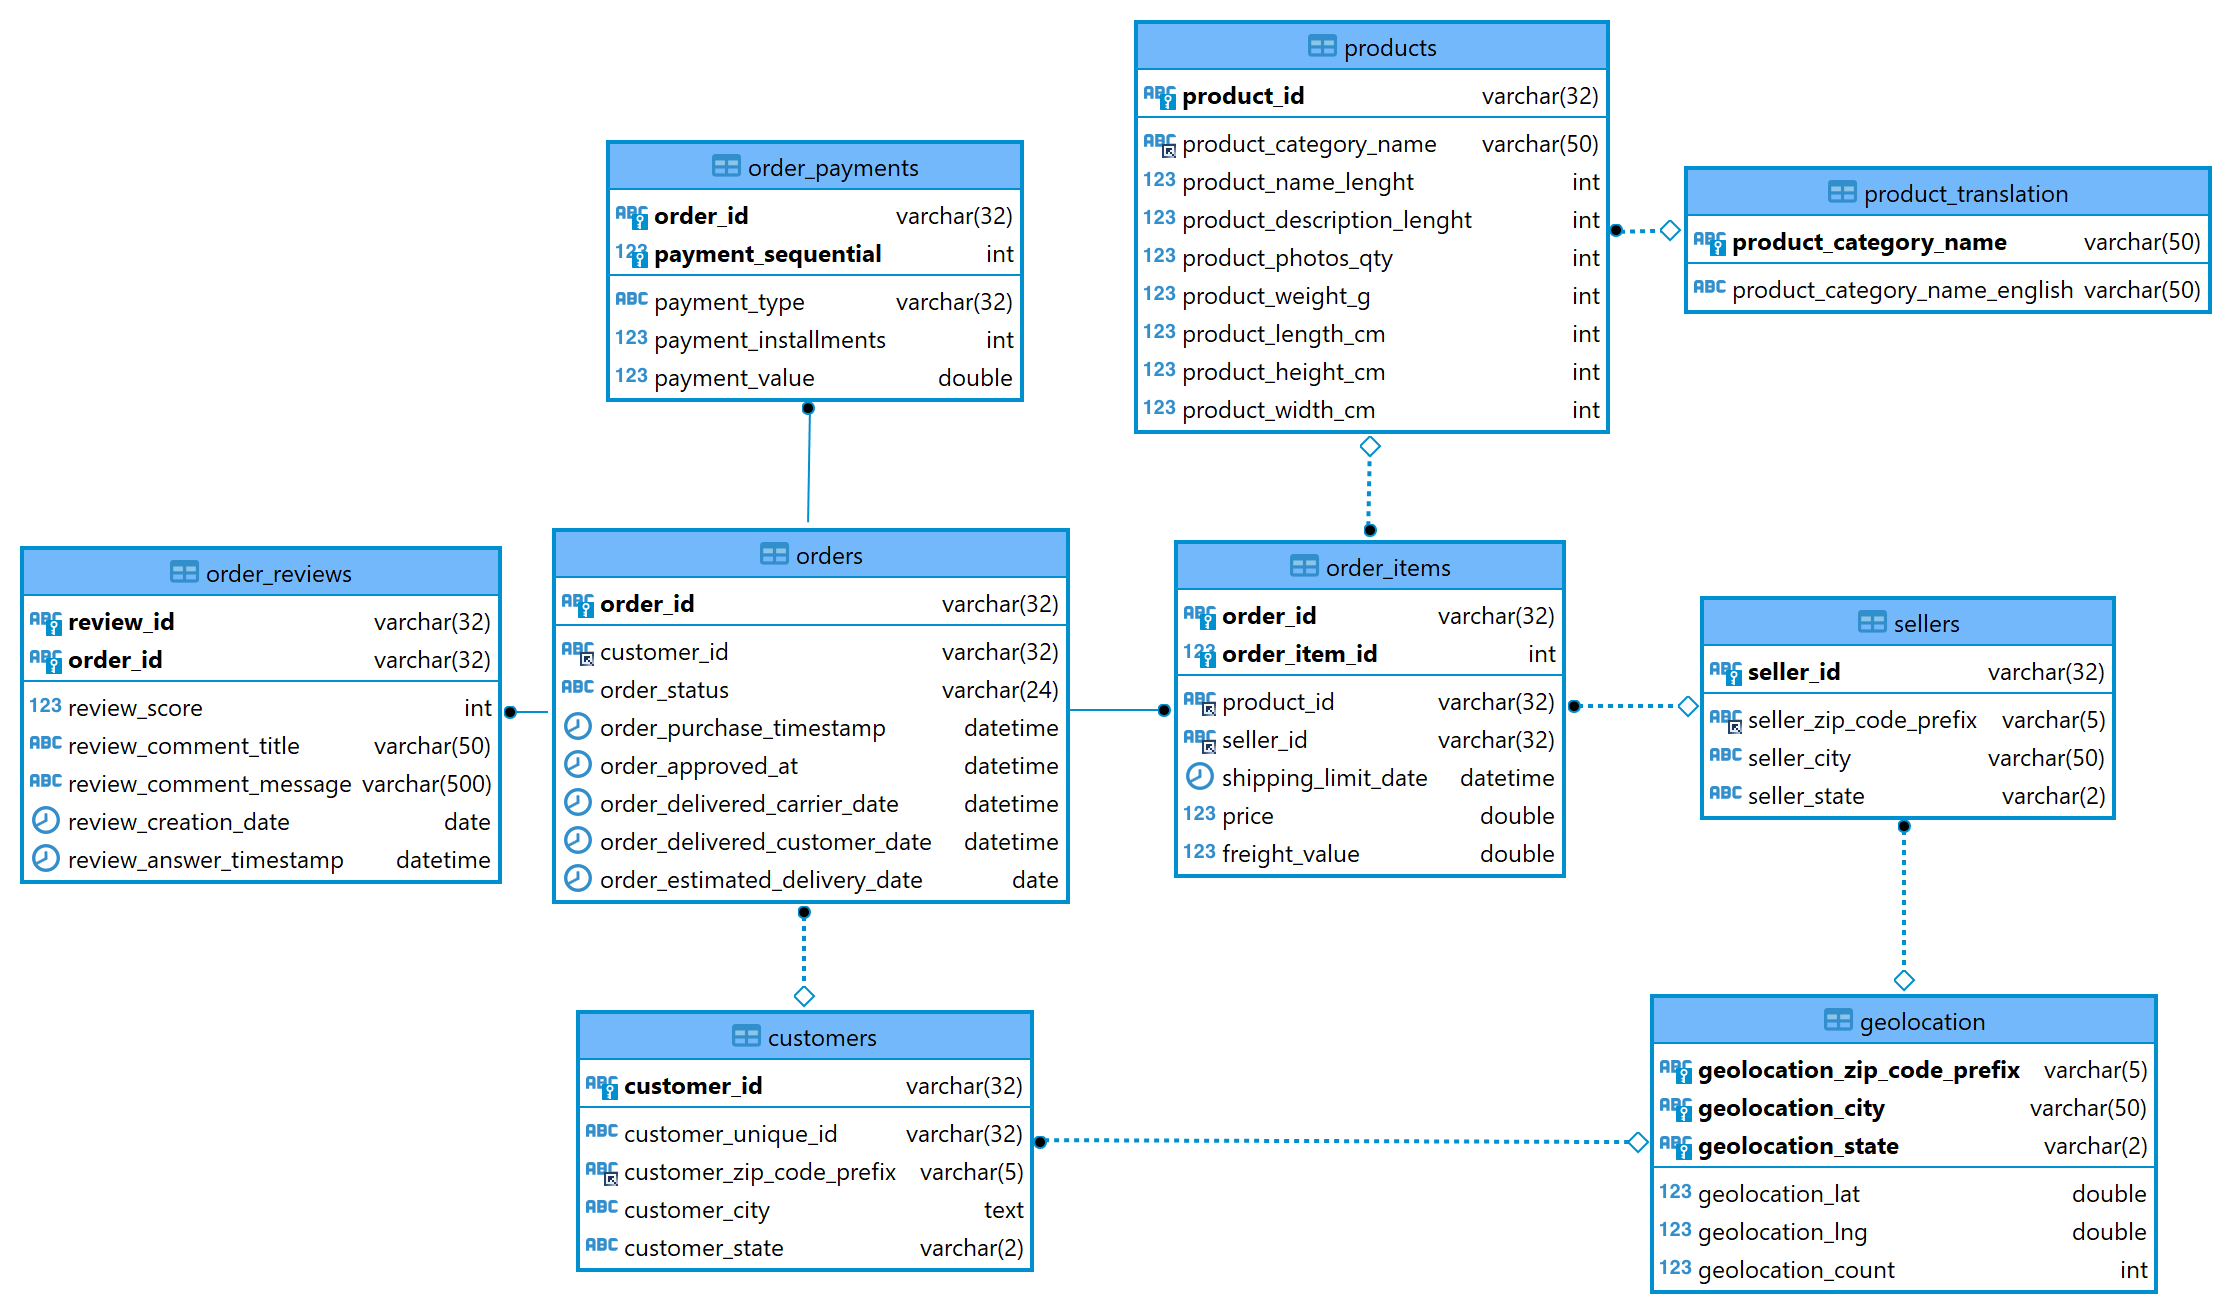 products
ABC product_id varchar(32)
ABC product_category_name varchar(50)
123 product_name_lenght int
123 product_description_lenght int
123 product_photos_qty int
123 product_weight_g int
123 product_length_cm int
123 product_height_cm int
123 product_width_cm int
order_payments
ABC order_id varchar(32)
123 payment_sequential int
ABC payment_type varchar(32)
123 payment_installments int
123 payment_value double
product_translation
ABC product_category_name varchar(50)
ABC product_category_name_english varchar(50)
order_reviews
ABC review_id varchar(32)
ABC order_id varchar(32)
123 review_score int
ABC review_comment_title varchar(50)
ABC review_comment_message varchar(500)
review_creation_date date
review_answer_timestamp datetime
orders
ABC order_id varchar(32)
ABC customer_id varchar(32)
ABC order_status varchar(24)
order_purchase_timestamp datetime
order_approved_at datetime
order_delivered_carrier_date datetime
order_delivered_customer_date datetime
order_estimated_delivery_date date
order_items
ABC order_id varchar(32)
123 order_item_id int
ABC product_id varchar(32)
ABC seller_id varchar(32)
shipping_limit_date datetime
123 price double
123 freight_value double
sellers
ABC seller_id varchar(32)
ABC seller_zip_code_prefix varchar(5)
ABC seller_city varchar(50)
ABC seller_state varchar(2)
customers
ABC customer_id varchar(32)
ABC customer_unique_id varchar(32)
ABC customer_zip_code_prefix varchar(5)
ABC customer_city text
ABC customer_state varchar(2)
geolocation
ABC geolocation_zip_code_prefix varchar(5)
ABC geolocation_city varchar(50)
ABC geolocation_state varchar(2)
123 geolocation_lat double
123 geolocation_lng double
123 geolocation_count int